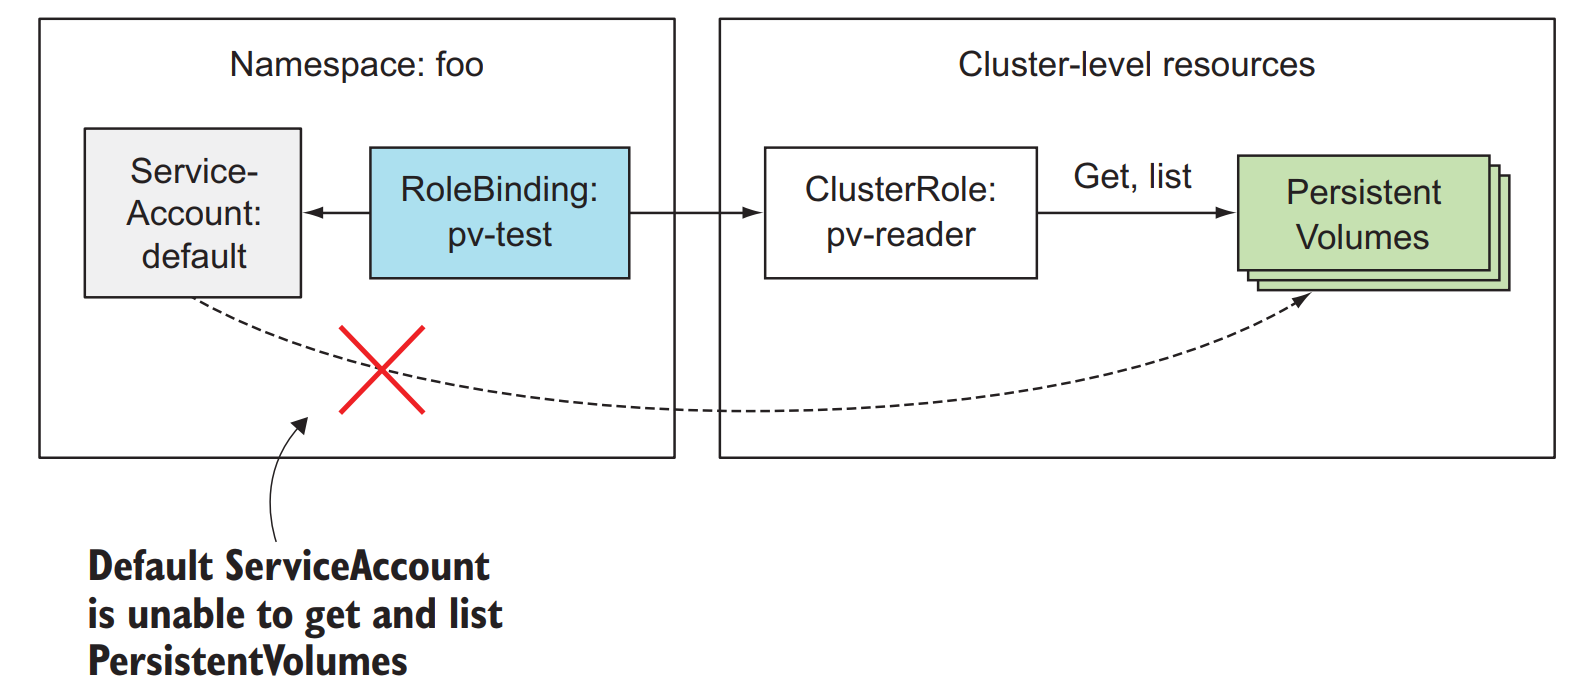 Namespace: foo
Cluster-level resources
Service-
Account:
default
RoleBinding:
pv-test
ClusterRole:
pv-reader
Get, list
Persistent
Volumes
Default ServiceAccount
is unable to get and list
PersistentVolumes